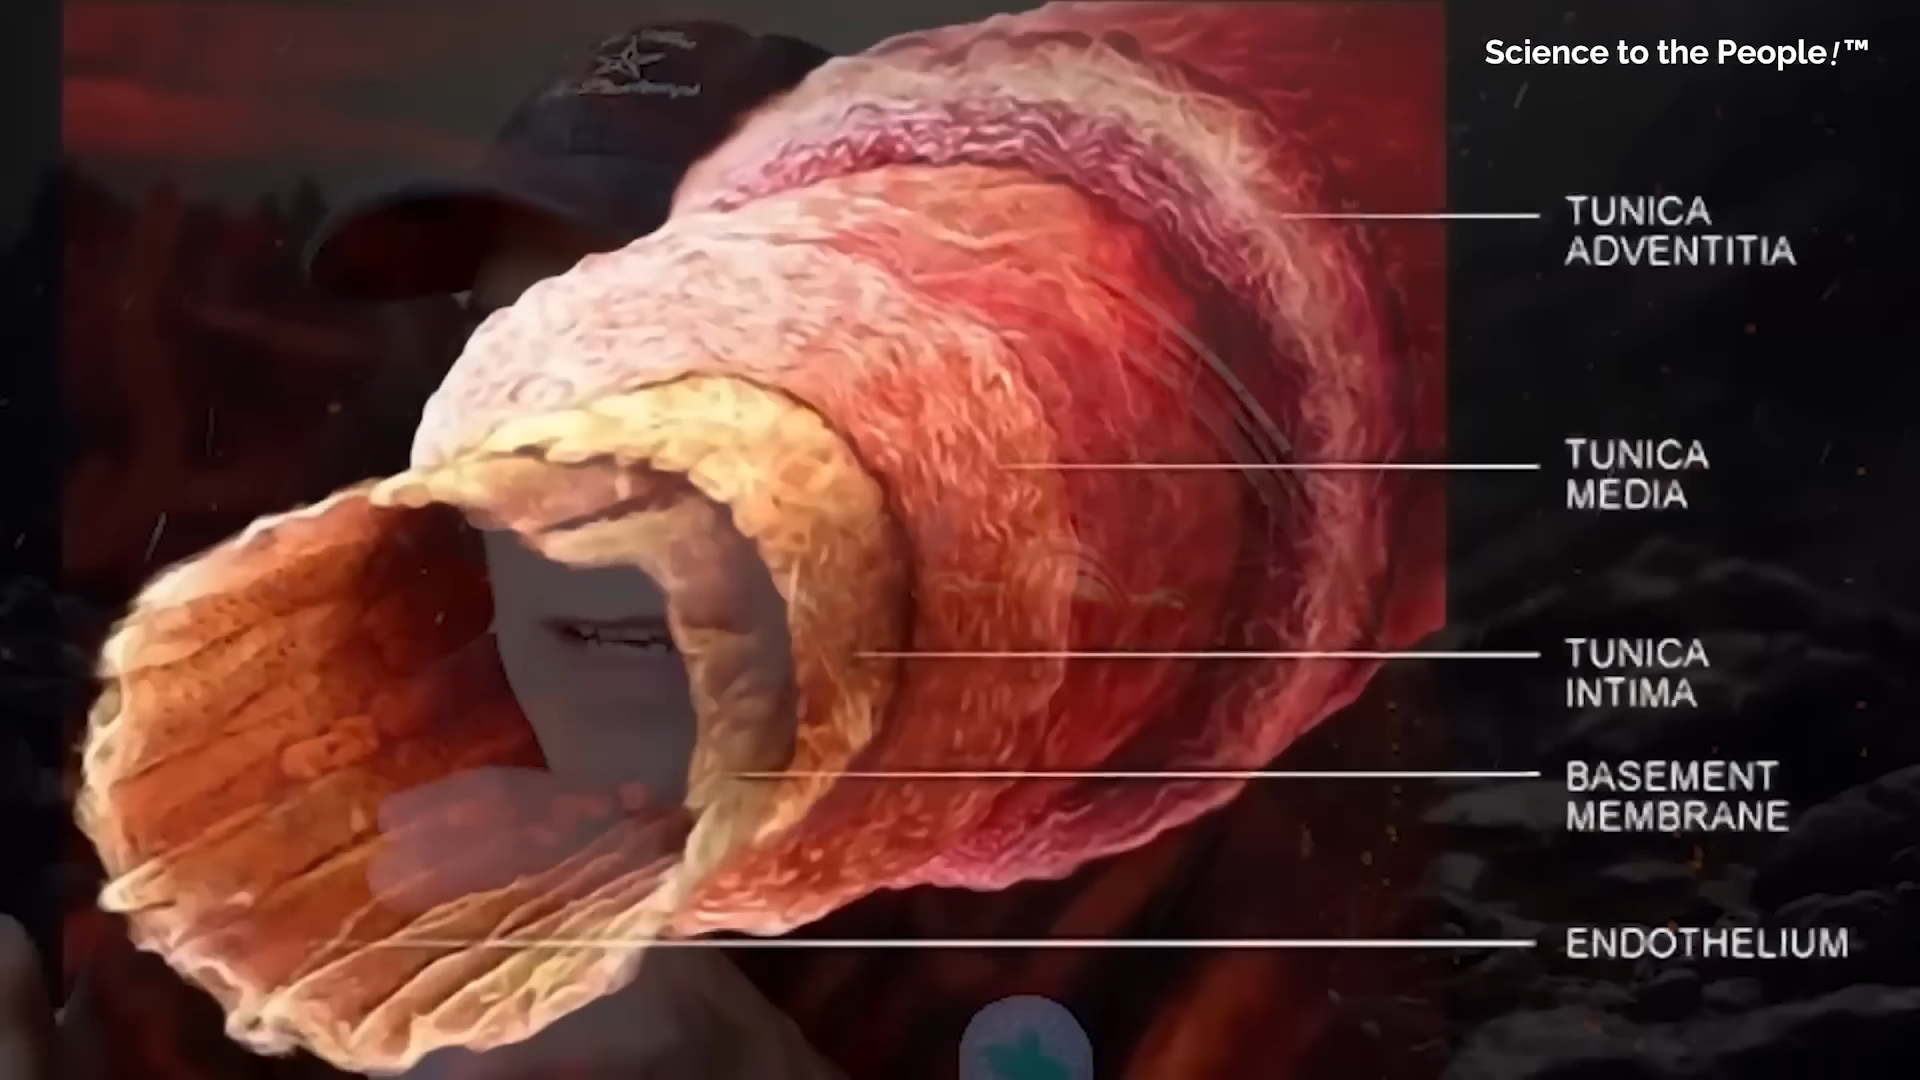 Science to the People!™
TUNICA
ADVENTITIA
TUNICA
MEDIA
TUNICA
INTIMA
BASEMENT
MEMBRANE
ENDOTHELIUM